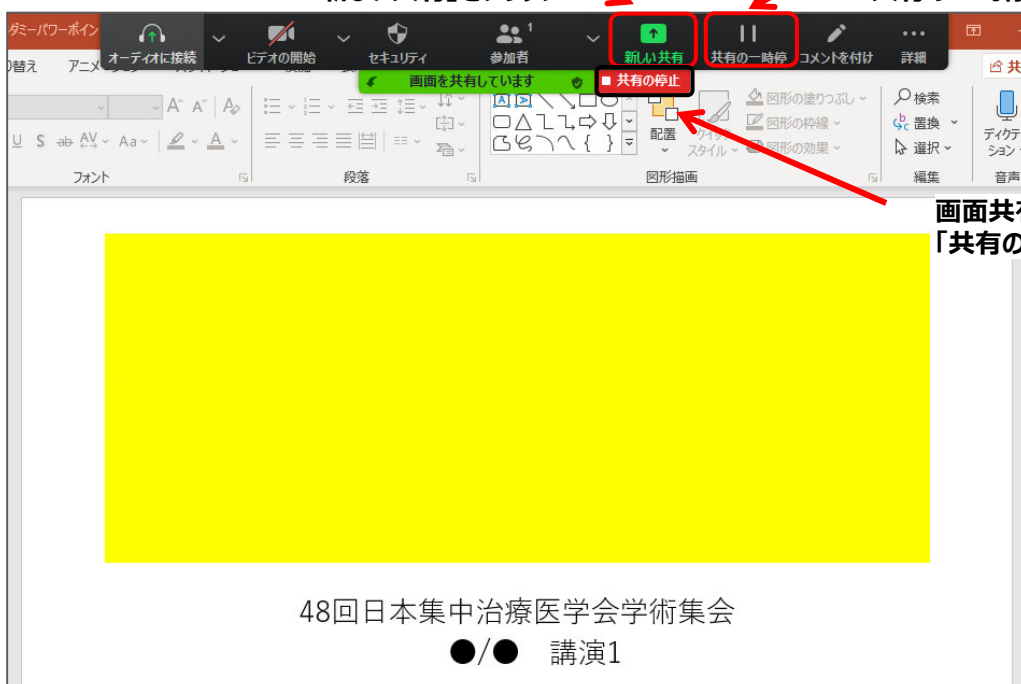 ダミーパワーポイン
オーディオに接続 ビデオの開始 セキュリティ 参加者 1 新しい共有 共有の一時停 コメントを付け 詳細
画面を共有しています 共有の停止
替え アニメ
共
A^ A˅ A
U S ab AV Aa A
配置
スタイル
図形の塗りつぶし
図形の枠線
図形の効果
検索
置換
選択
ディクテ
ション
フォント 段落 図形描画 編集 音声
画面共
「共有の
48回日本集中治療医学会学術集会
●/● 講演1